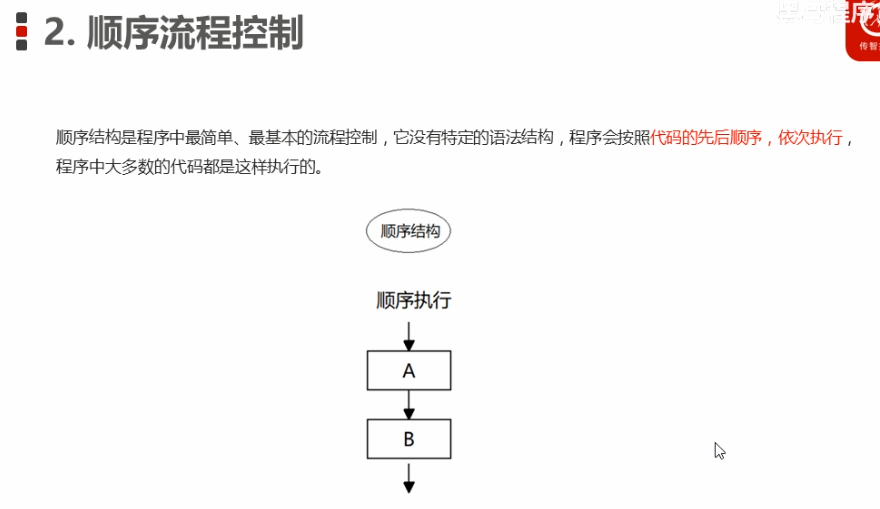 2. 顺序流程控制
顺序结构是程序中最简单、最基本的流程控制，它没有特定的语法结构，程序会按照代码的先后顺序，依次执行，
程序中大多数的代码都是这样执行的。
顺序结构
顺序执行
A
B